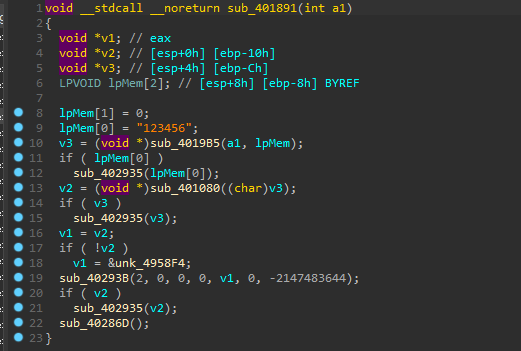 1 void __stdcall __noreturn sub_401891(int a1)
2 {
3 void *v1; // eax
4 void *v2; // [esp+0h] [ebp-10h]
5 void *v3; // [esp+4h] [ebp-Ch]
6 LPVOID lpMem[2]; // [esp+8h] [ebp-8h] BYREF
7
8 lpMem[1] = 0;
9 lpMem[0] = "123456";
10 v3 = (void *)sub_4019B5(a1, lpMem);
11 if ( lpMem[0] )
12 sub_402935(lpMem[0]);
13 v2 = (void *)sub_401080((char)v3);
14 if ( v3 )
15 sub_402935(v3);
16 v1 = v2;
17 if ( !v2 )
18 v1 = &unk_4958F4;
19 sub_40293B(2, 0, 0, 0, v1, 0, -2147483644);
20 if ( v2 )
21 sub_402935(v2);
22 sub_40286D();
23 }